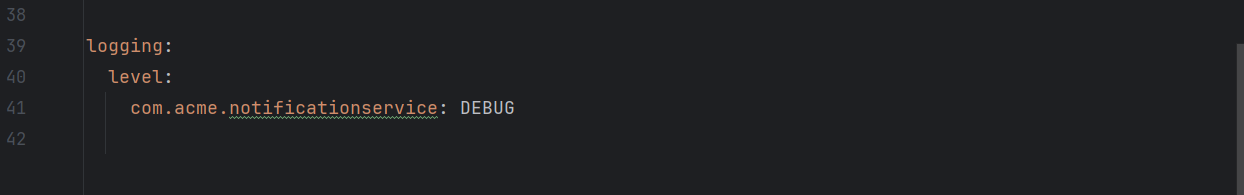 38
39 logging:
40   level:
41     com.acme.notificationservice: DEBUG
42